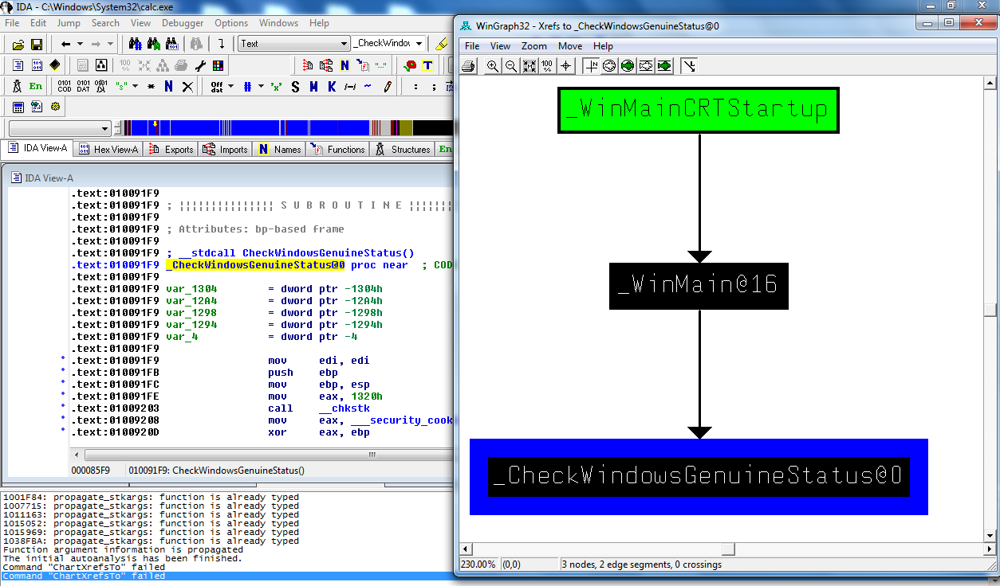 IDA - C:\Windows\System32\calc.exe
File Edit Jump Search View Debugger Options Windows Help
Text
_CheckWindow
En
Off
dat
IDA View-A
Hex View-A
Exports
Imports
Names
Functions
Structures
En
IDA View-A
.text:010091F9
.text:010091F9 ; ¦¦¦¦¦¦¦¦¦¦¦¦¦¦¦ S U B R O U T I N E ¦¦¦¦¦¦¦
.text:010091F9
.text:010091F9 ; Attributes: bp-based frame
.text:010091F9
.text:010091F9 ; __stdcall CheckWindowsGenuineStatus()
.text:010091F9 _CheckWindowsGenuineStatus@0 proc near ; COD
.text:010091F9
.text:010091F9 var_1304 = dword ptr -1304h
.text:010091F9 var_12A4 = dword ptr -12A4h
.text:010091F9 var_1298 = dword ptr -1298h
.text:010091F9 var_1294 = dword ptr -1294h
.text:010091F9 var_4 = dword ptr -4
.text:010091F9
.text:010091F9 mov edi, edi
.text:010091FB push ebp
.text:010091FC mov ebp, esp
.text:010091FE mov eax, 1320h
.text:01009203 call __chkstk
.text:01009208 mov eax, ___security_cook
.text:0100920D xor eax, ebp
000085F9 010091F9: CheckWindowsGenuineStatus()
1001F84: propagate_stkargs: function is already typed
1007715: propagate_stkargs: function is already typed
1011163: propagate_stkargs: function is already typed
1015052: propagate_stkargs: function is already typed
1015969: propagate_stkargs: function is already typed
1038FBA: propagate_stkargs: function is already typed
Function argument information is propagated
The initial autoanalysis has been finished.
Command "ChartXrefsTo" failed
Command "ChartXrefsTo" failed
WinGraph32 - Xrefs to _CheckWindowsGenuineStatus@0
File View Zoom Move Help
100
%
_WinMainCRTStartup
_WinMain@16
_CheckWindowsGenuineStatus@0
230.00% (0,0) 3 nodes, 2 edge segments, 0 crossings